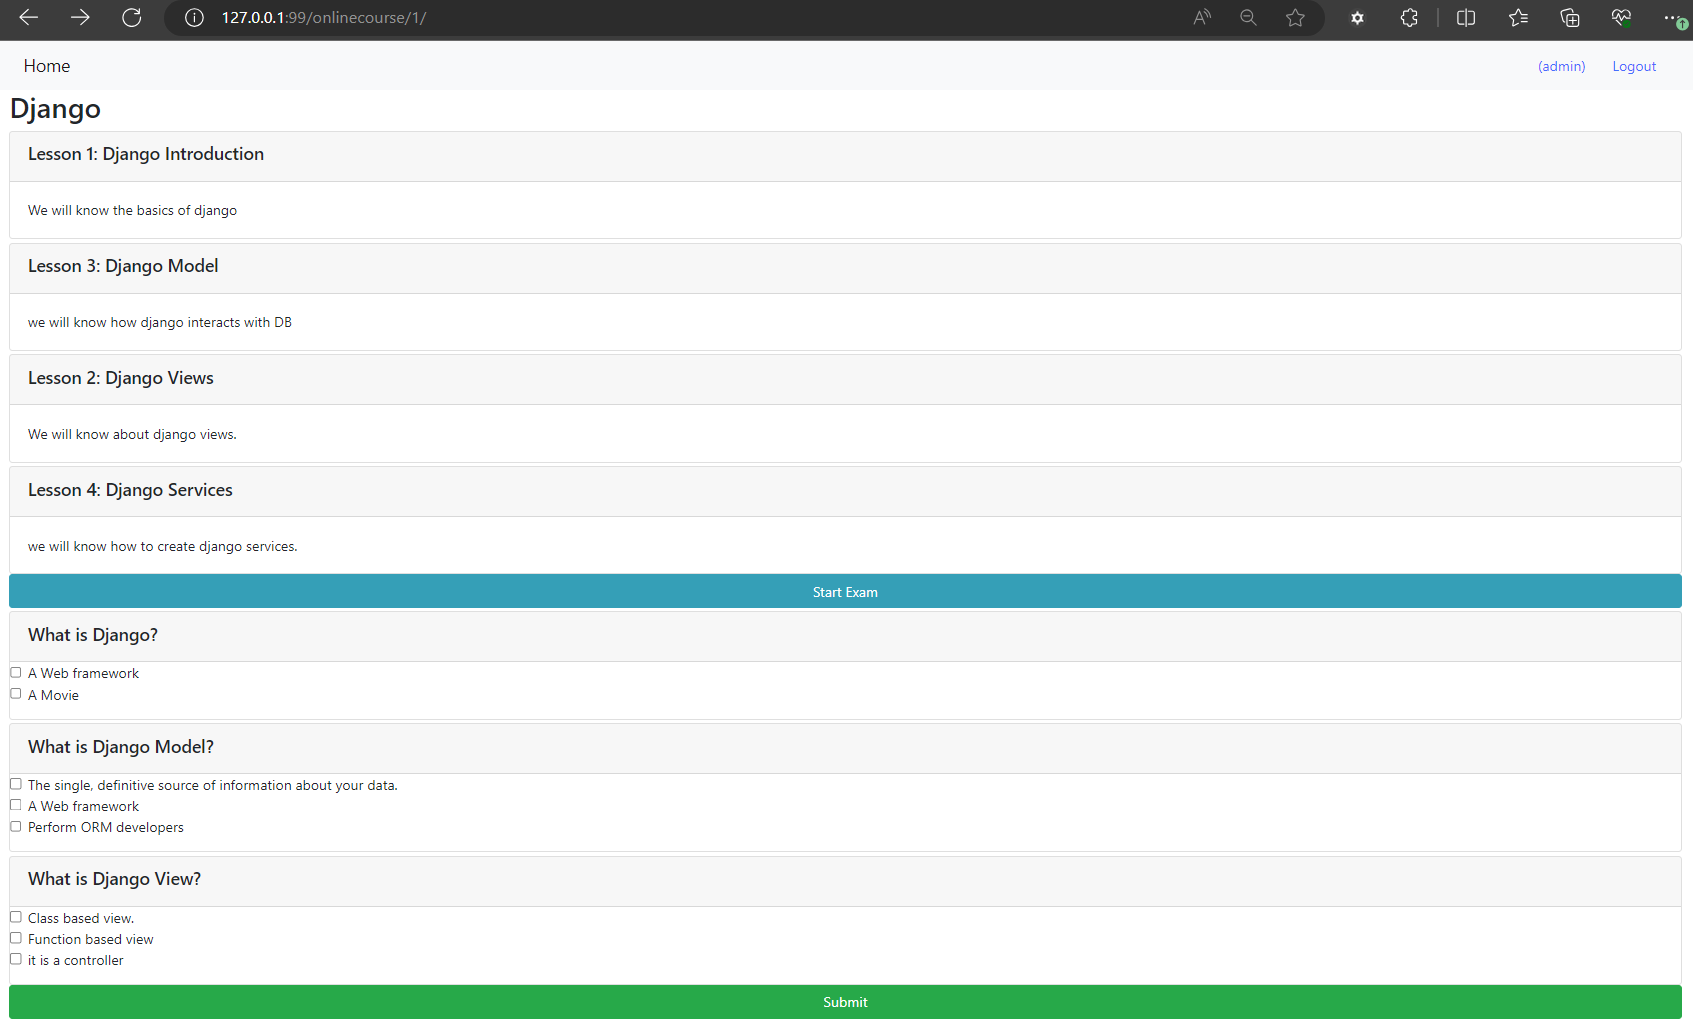 127.0.0.1:99/onlinecourse/1/
Home
(admin) Logout
Django
Lesson 1: Django Introduction
We will know the basics of django
Lesson 3: Django Model
we will know how django interacts with DB
Lesson 2: Django Views
We will know about django views.
Lesson 4: Django Services
we will know how to create django services.
Start Exam
What is Django?
A Web framework
A Movie
What is Django Model?
The single, definitive source of information about your data.
A Web framework
Perform ORM developers
What is Django View?
Class based view.
Function based view
it is a controller
Submit